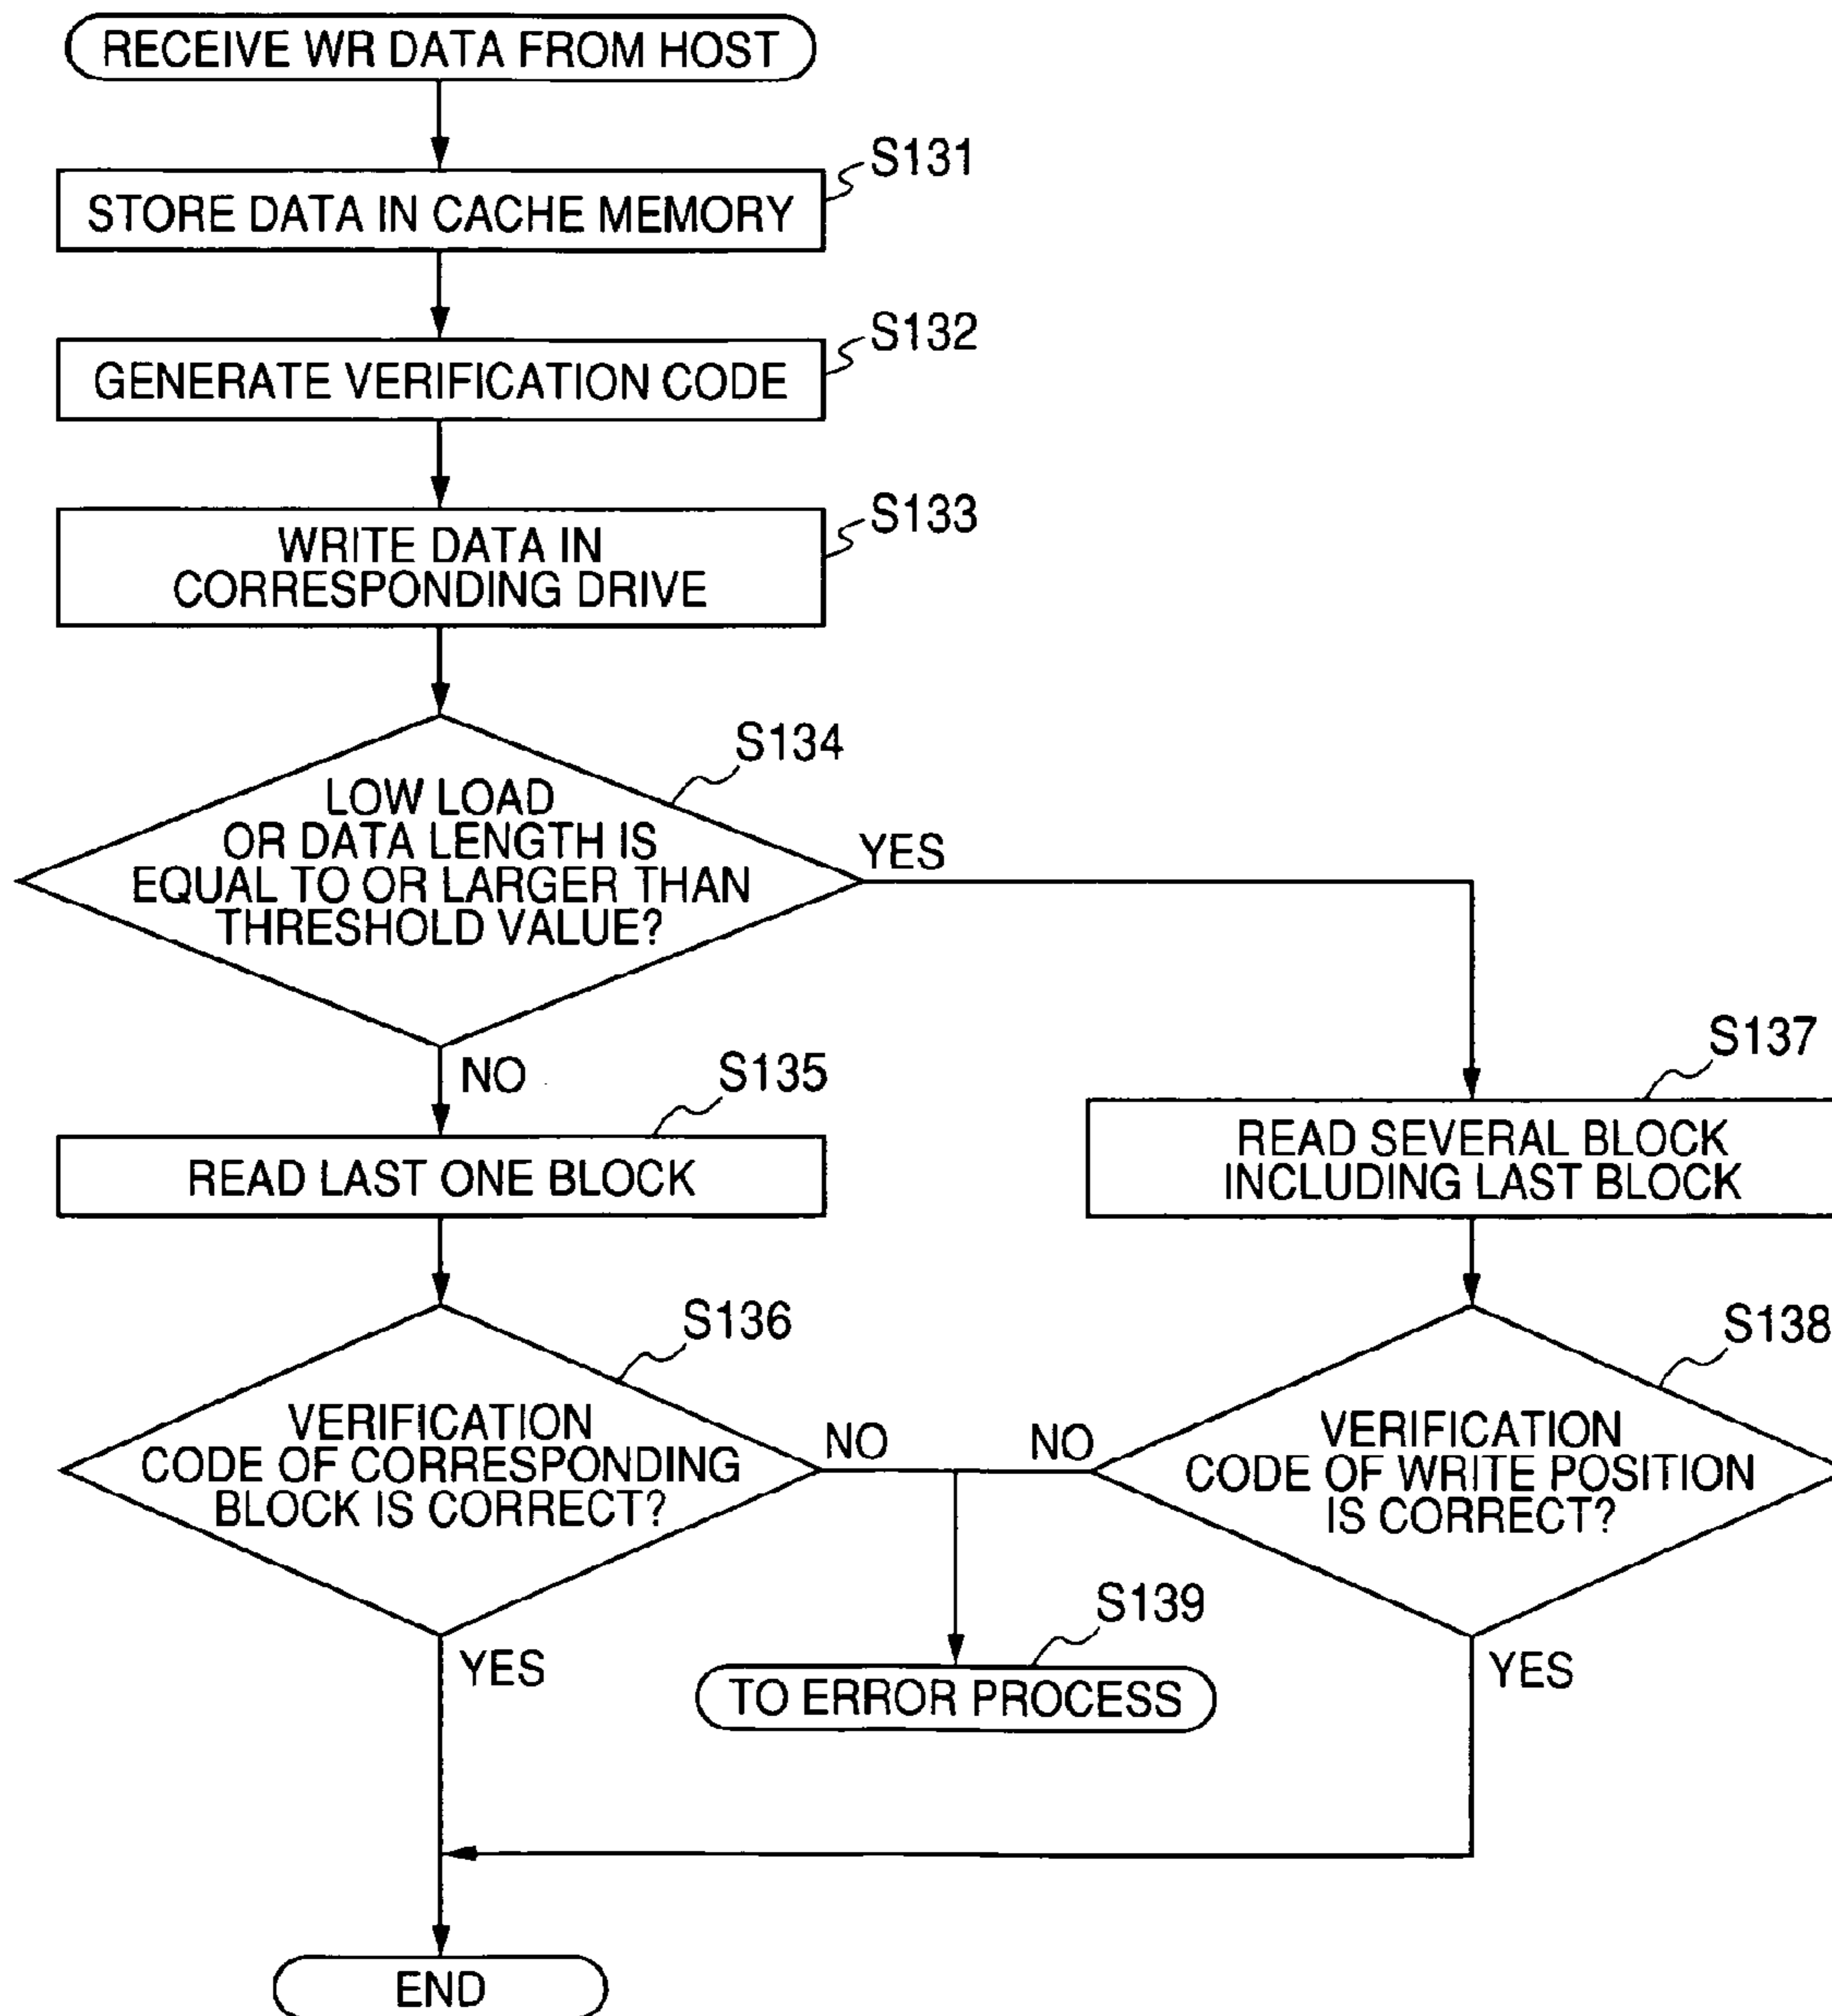 RECEIVE WR DATA FROM HOST
S131
STORE DATA IN CACHE MEMORY
S132
GENERATE VERIFICATION CODE
S133
WRITE DATA IN
CORRESPONDING DRIVE
S134
LOW LOAD
OR DATA LENGTH IS
EQUAL TO OR LARGER THAN
THRESHOLD VALUE?
YES
NO
S135
READ LAST ONE BLOCK
S137
READ SEVERAL BLOCK
INCLUDING LAST BLOCK
S136
VERIFICATION
CODE OF CORRESPONDING
BLOCK IS CORRECT?
NO
YES
S138
VERIFICATION
CODE OF WRITE POSITION
IS CORRECT?
NO
YES
S139
TO ERROR PROCESS
END